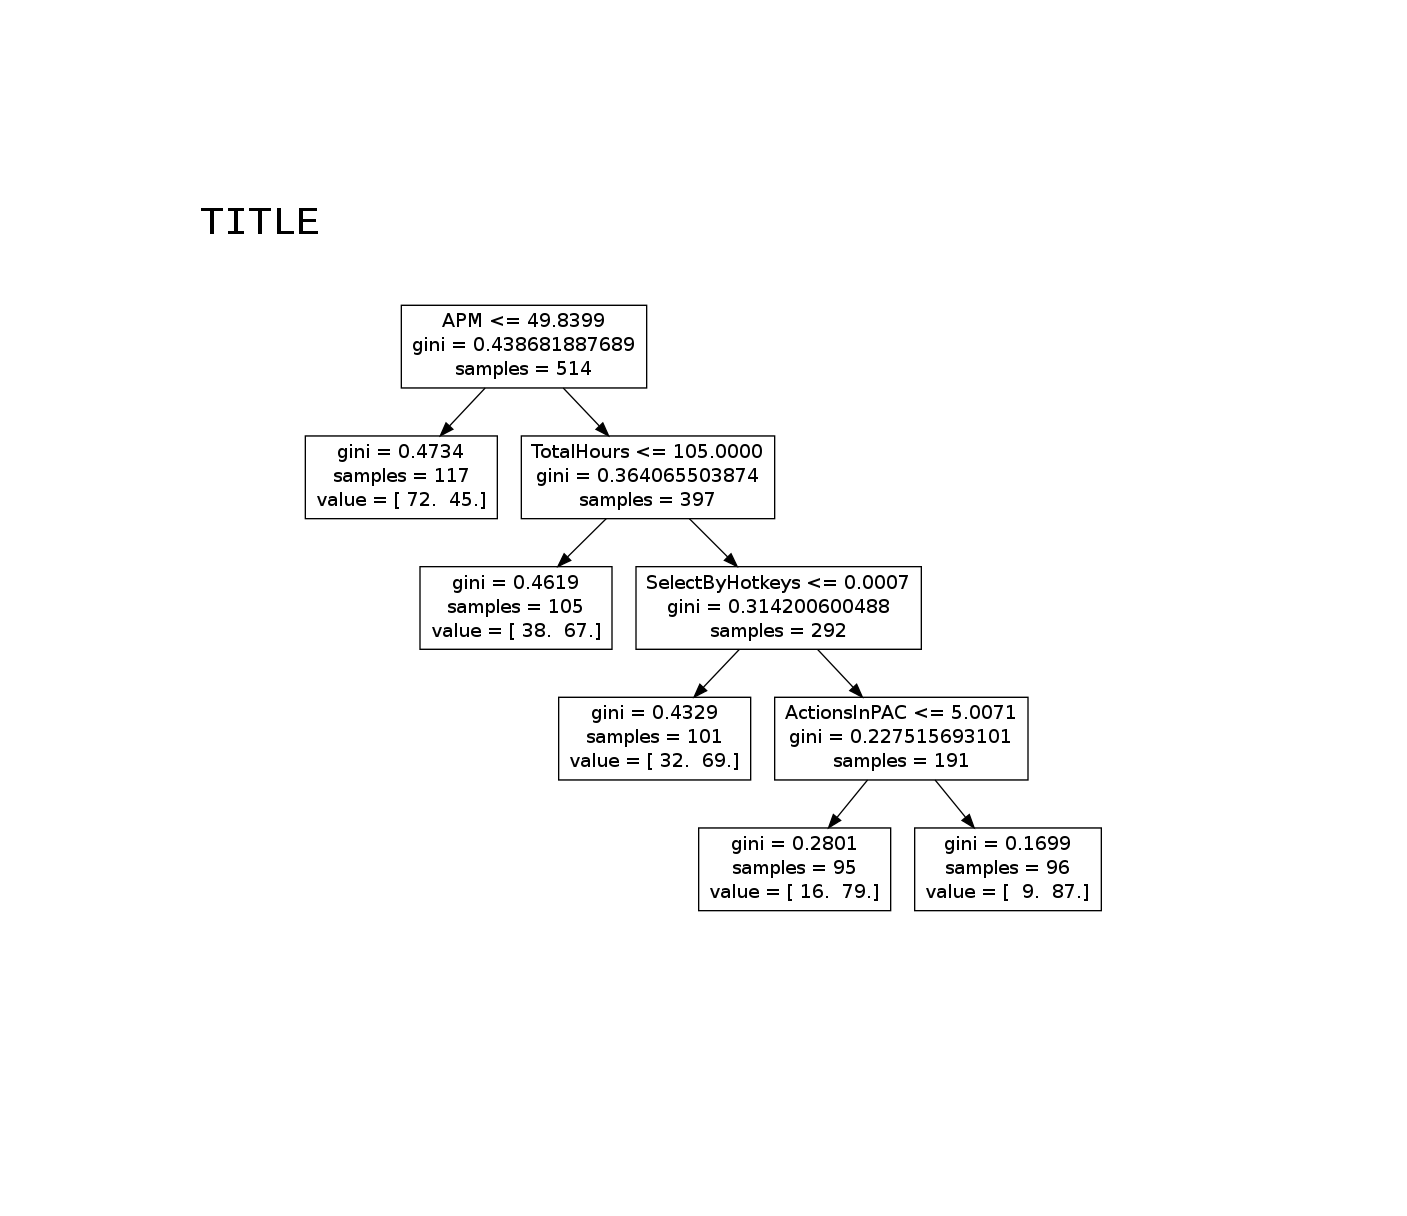 TITLE
APM <= 49.8399
gini = 0.438681887689
samples = 514
gini = 0.4734
samples = 117
value = [ 72.  45.]
TotalHours <= 105.0000
gini = 0.364065503874
samples = 397
gini = 0.4619
samples = 105
value = [ 38.  67.]
SelectByHotkeys <= 0.0007
gini = 0.314200600488
samples = 292
gini = 0.4329
samples = 101
value = [ 32.  69.]
ActionsInPAC <= 5.0071
gini = 0.227515693101
samples = 191
gini = 0.2801
samples = 95
value = [ 16.  79.]
gini = 0.1699
samples = 96
value = [  9.  87.]